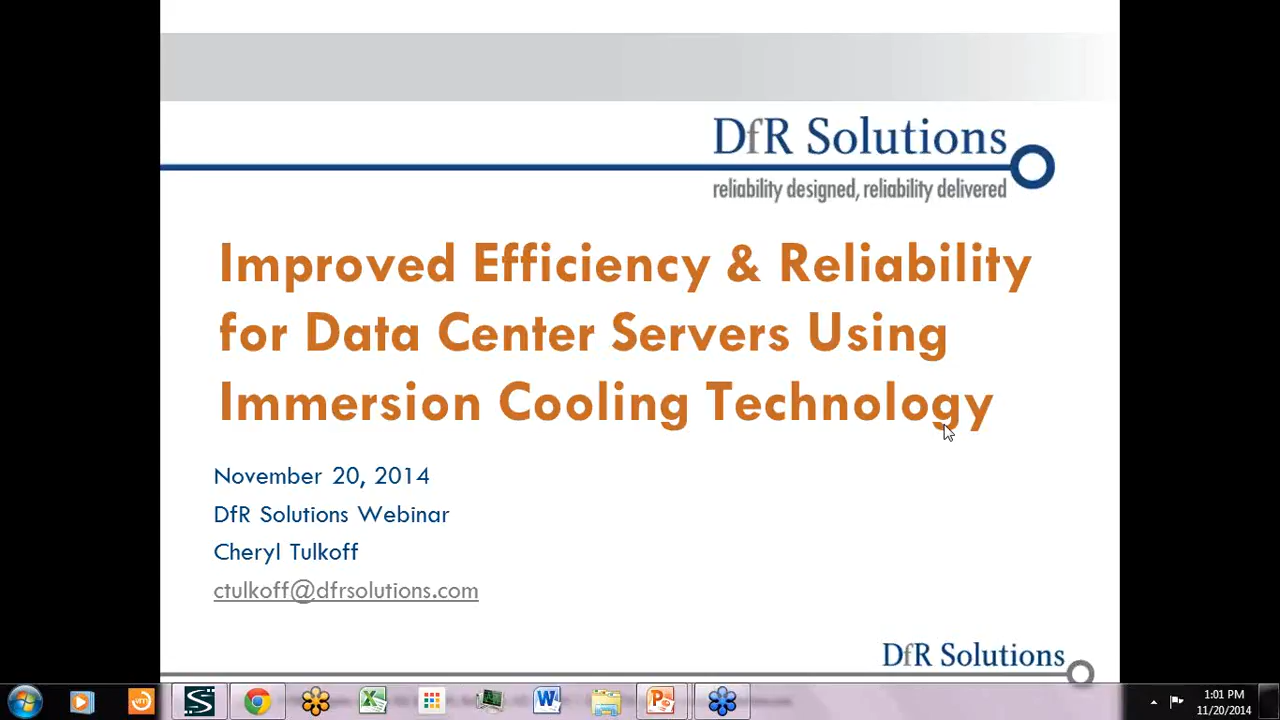 DfR Solutions
reliability designed, reliability delivered
Improved Efficiency & Reliability
for Data Center Servers Using
Immersion Cooling Technology
November 20, 2014
DfR Solutions Webinar
Cheryl Tulkoff
ctulkoff@dfrsolutions.com
DfR Solutions
1:01 PM
11/20/2014